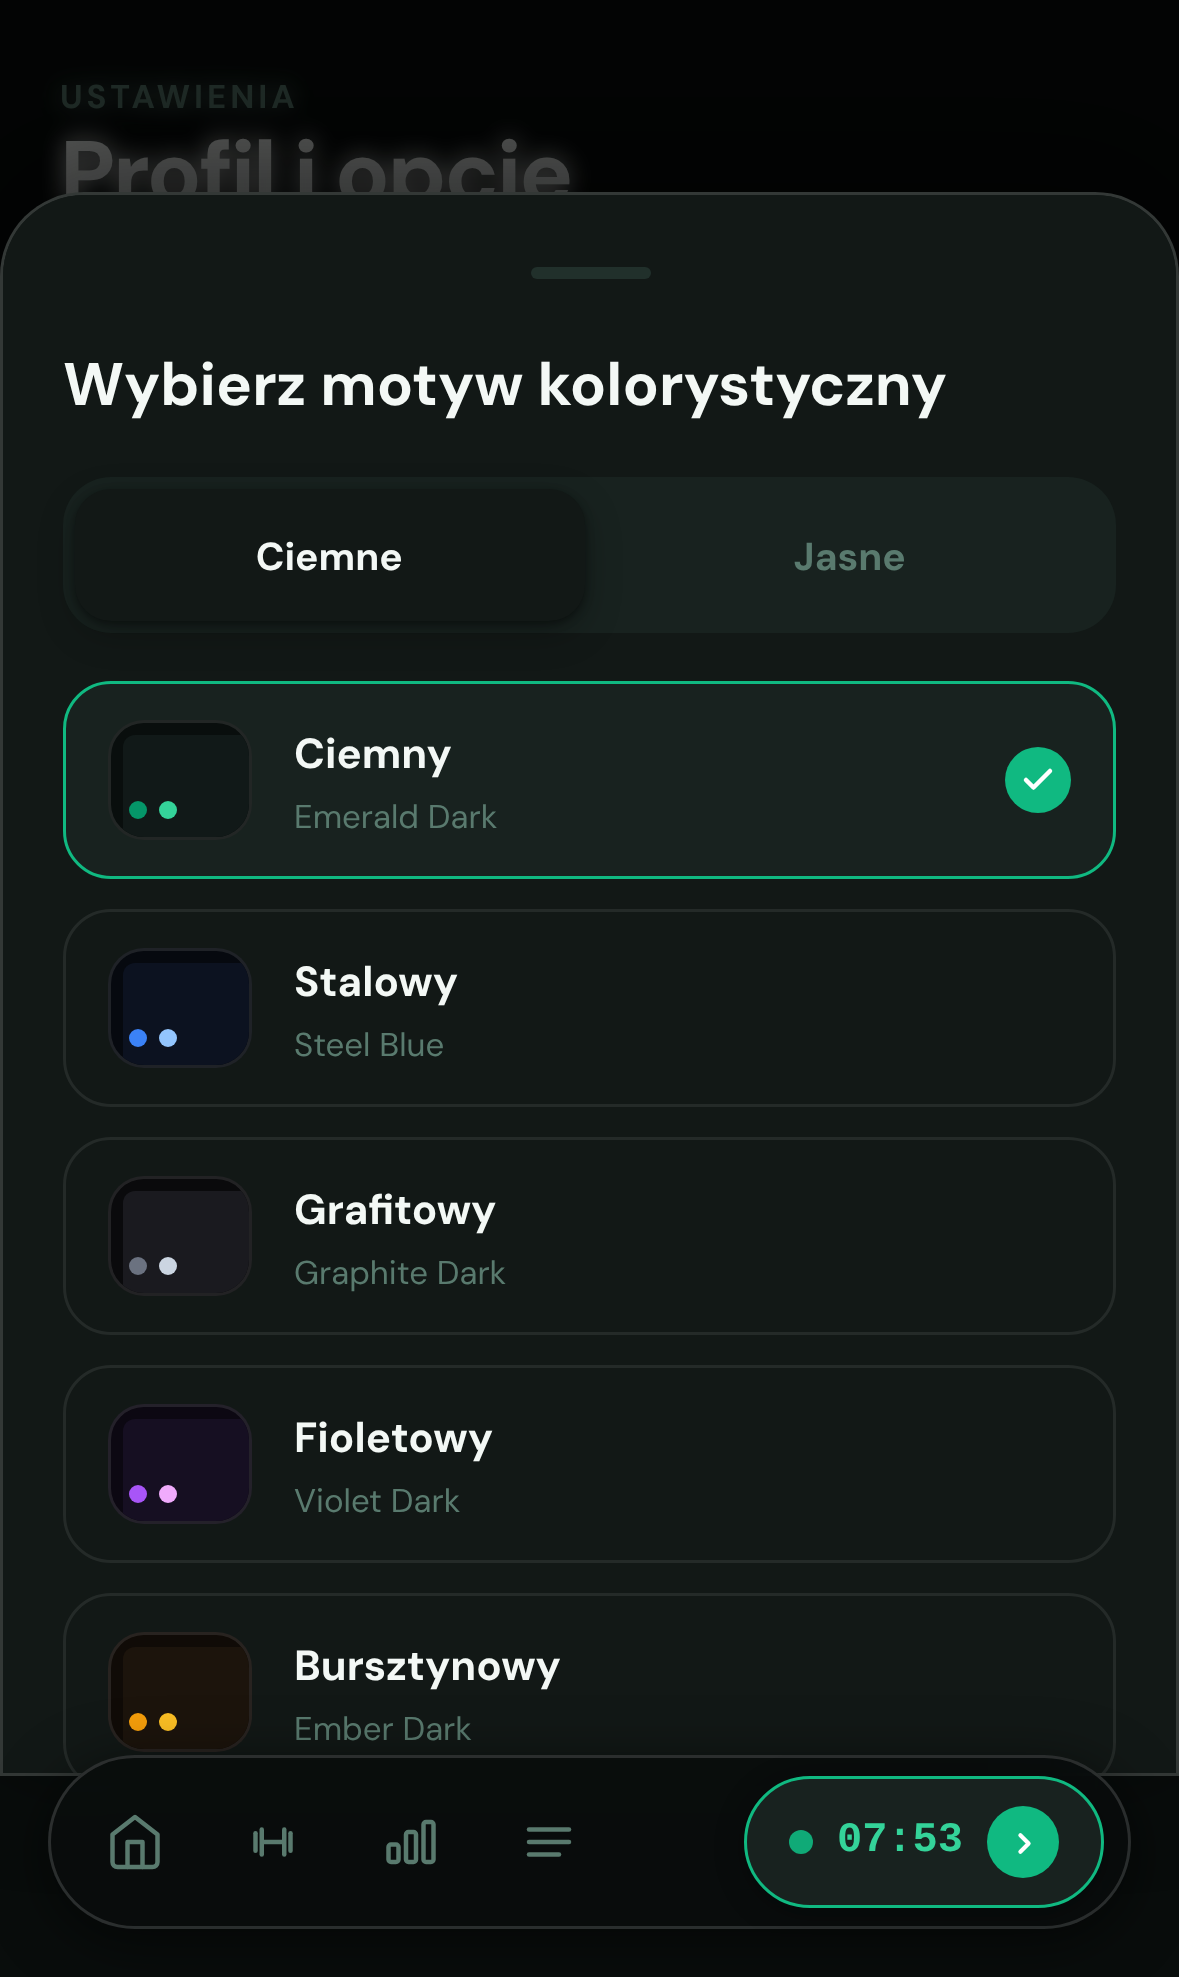 USTAWIENIA
Profil i opcje
Wybierz motyw kolorystyczny
Ciemne
Jasne
Ciemny
Emerald Dark
Stalowy
Steel Blue
Grafitowy
Graphite Dark
Fioletowy
Violet Dark
Bursztynowy
Ember Dark
07:53